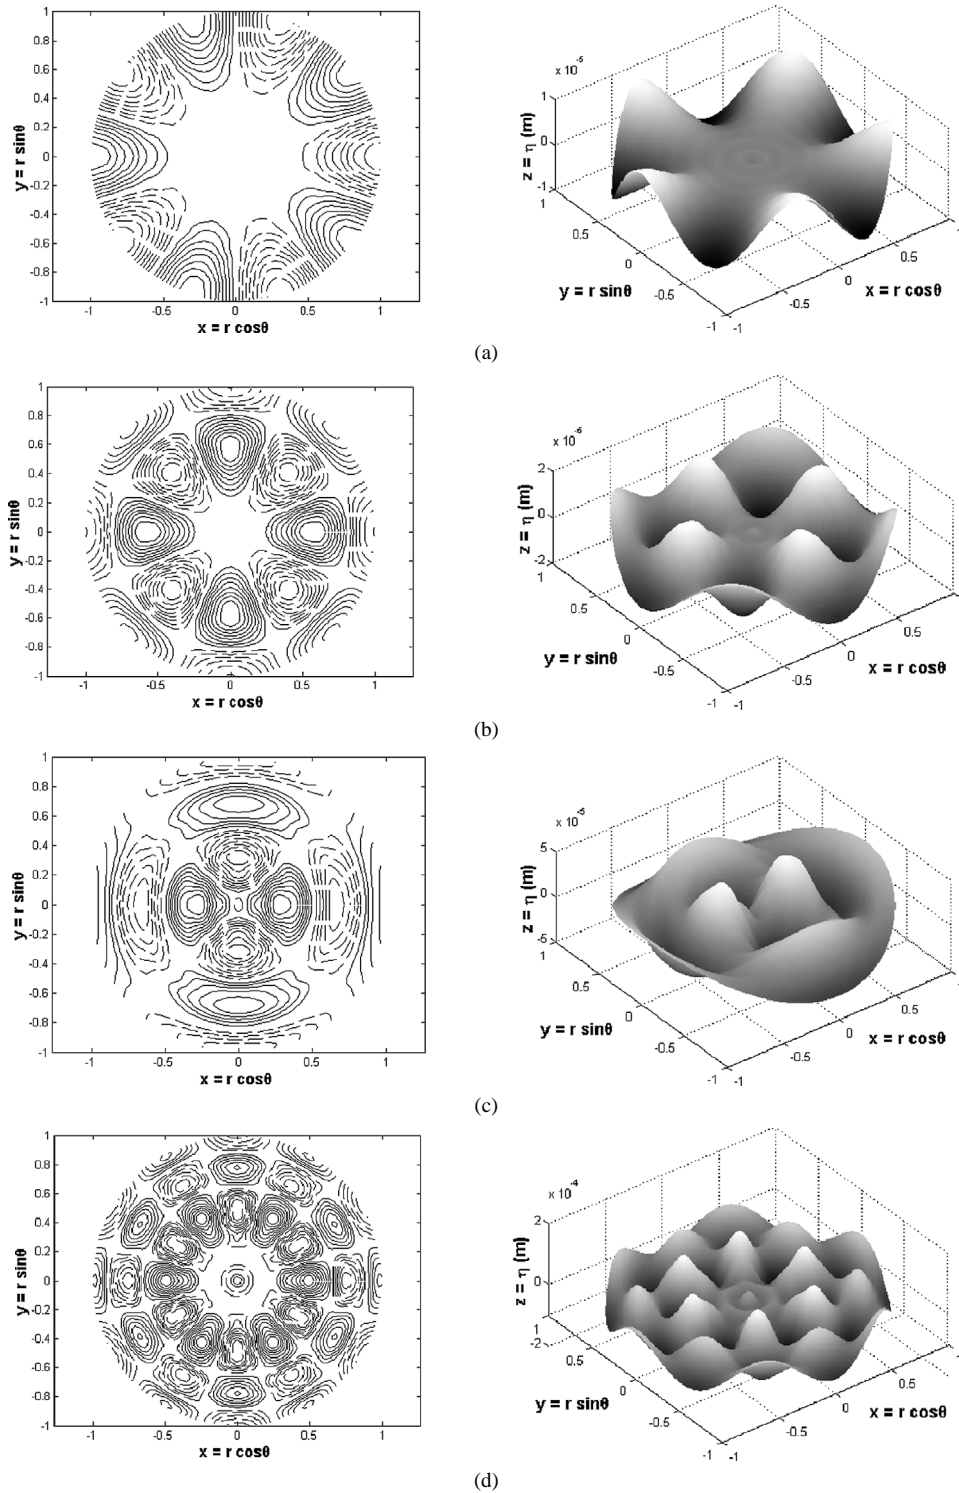 1
0.8
0.6
0.4
0.2
0
-0.2
-0.4
-0.6
-0.8
-1
y = r sinθ
-1 -0.5 0 0.5 1
x = r cosθ
x 10⁻⁵
1
0
-1
z = η (m)
1
0.5
0
-0.5
-1
y = r sinθ
-1
-0.5
0
0.5
x = r cosθ
(a)
1
0.8
0.6
0.4
0.2
0
-0.2
-0.4
-0.6
-0.8
-1
y = r sinθ
-1 -0.5 0 0.5 1
x = r cosθ
2
0
-2
z = η (m)
1
0.5
0
-0.5
-1
y = r sinθ
-1
-0.5
0
0.5
x = r cosθ
(b)
1
0.8
0.6
0.4
0.2
0
-0.2
-0.4
-0.6
-0.8
-1
y = r sinθ
-1 -0.5 0 0.5 1
x = r cosθ
x 10⁻⁵
5
0
-5
z = η (m)
1
0.5
0
-0.5
-1
y = r sinθ
-1
-0.5
0
0.5
x = r cosθ
(c)
1
0.8
0.6
0.4
0.2
0
-0.2
-0.4
-0.6
-0.8
-1
y = r sinθ
-1 -0.5 0 0.5 1
x = r cosθ
x 10⁻⁴
2
0
-2
z = η (m)
1
0.5
0
-0.5
-1
y = r sinθ
-1
-0.5
0
0.5
x = r cosθ
(d)